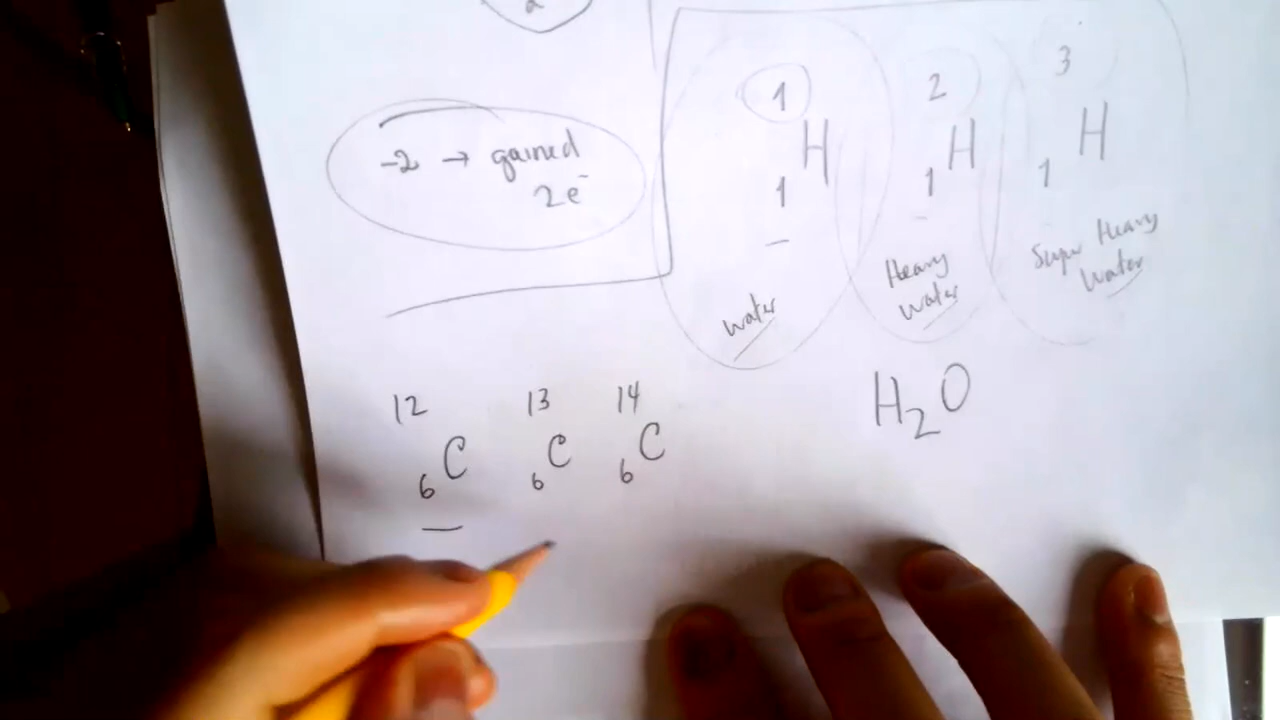 2
-2 → gained
2e⁻
1 2 3
H H H
1 1 1
water
Heavy
water
Super Heavy
Water
H₂O
12 13 14
C C C
6 6 6